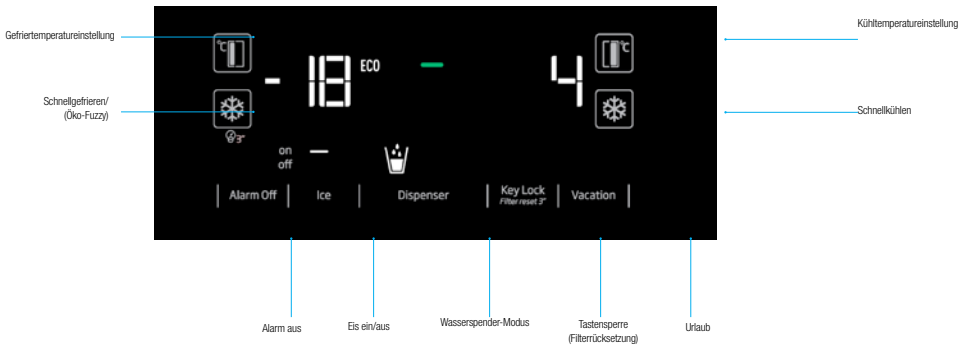 Gefriertemperatureinstellung
Kühltemperatureinstellung
°C
- 18
ECO
4
°C
Schnellgefrieren/
(Öko-Fuzzy)
Schnellkühlen
3"
on
off
Alarm Off
Ice
Dispenser
Key Lock
Filter reset 3"
Vacation
Alarm aus
Eis ein/aus
Wasserspender-Modus
Tastensperre
(Filterrücksetzung)
Urlaub